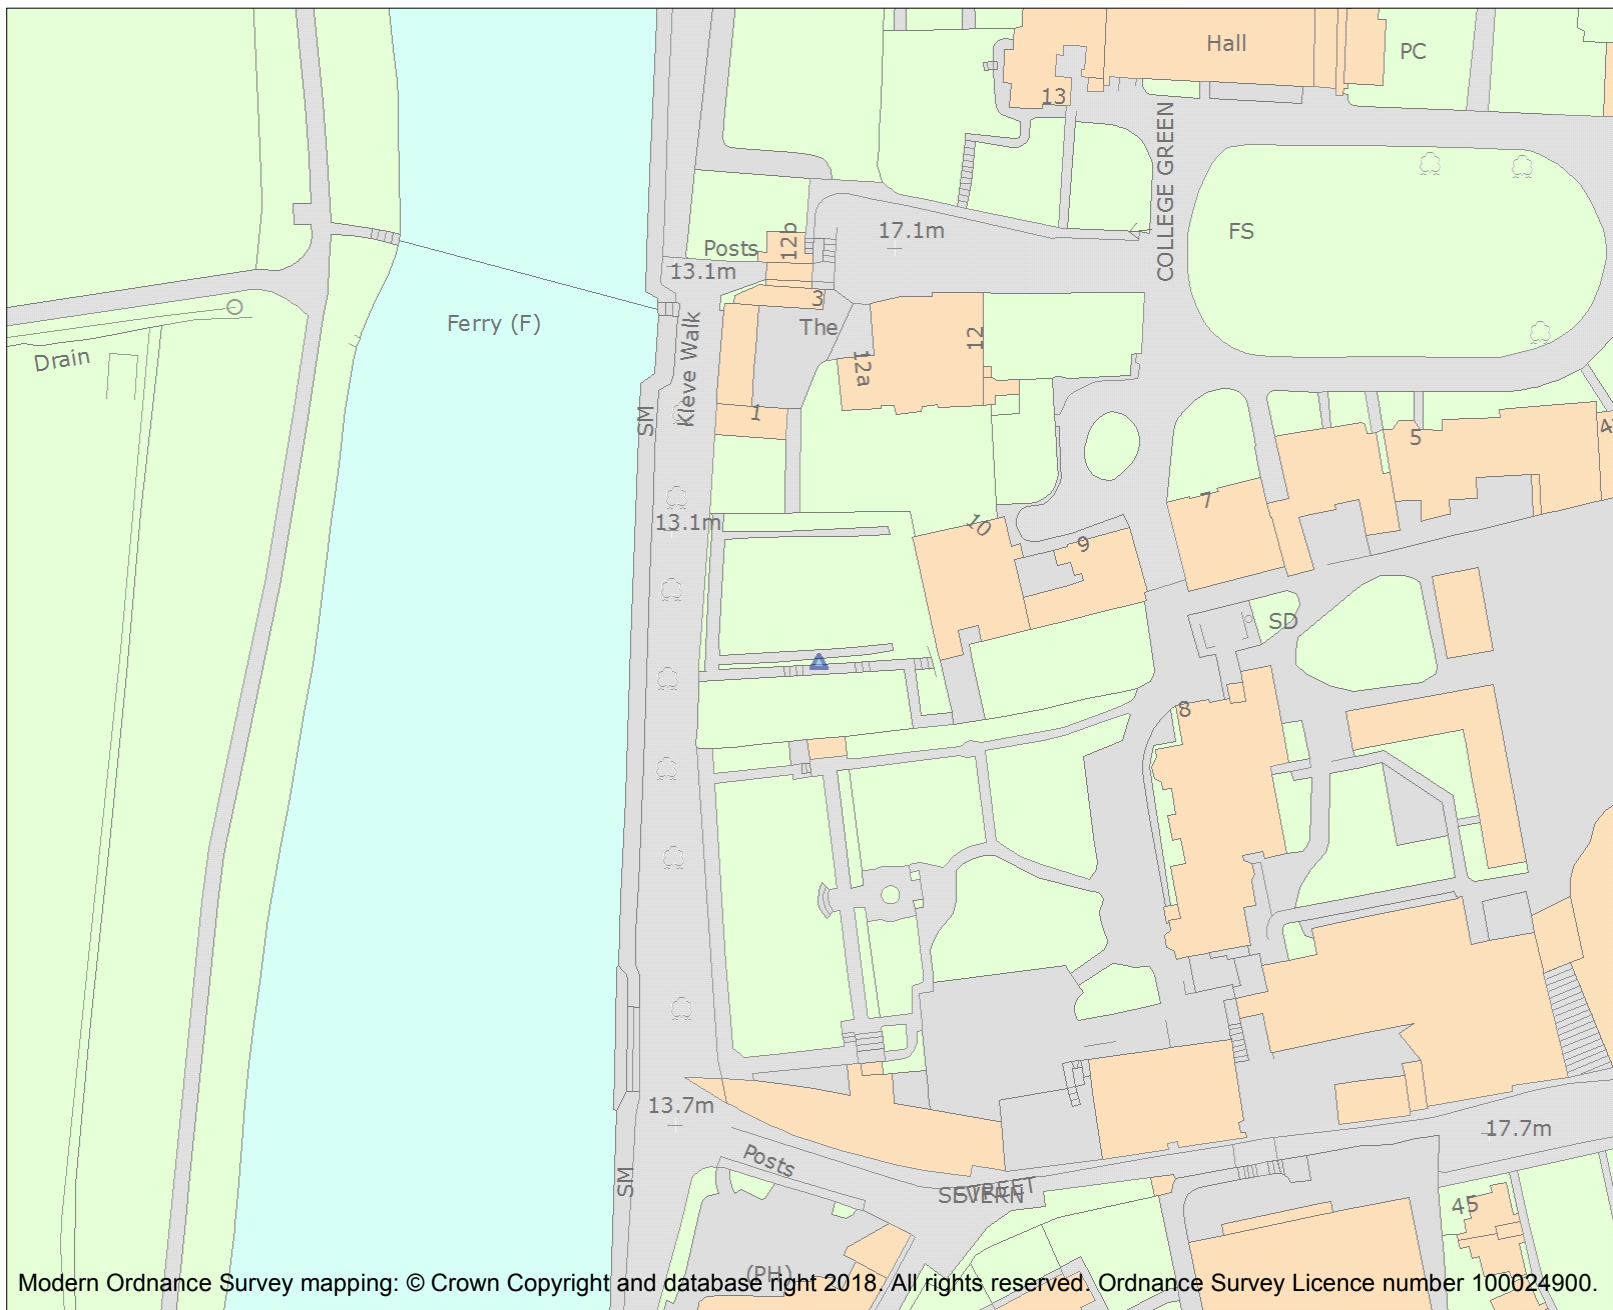 Hall
PC
13
COLLEGE GREEN
FS
17.1m
Posts
12b
13.1m
3
The
12
Ferry (F)
Kleve Walk
12a
Drain
SM
1
5
7
13.1m
10
9
SD
8
13.7m
17.7m
Posts
SM
STREET
SEVERN
45
(PH)
Modern Ordnance Survey mapping: © Crown Copyright and database right 2018. All rights reserved. Ordnance Survey Licence number 100024900.